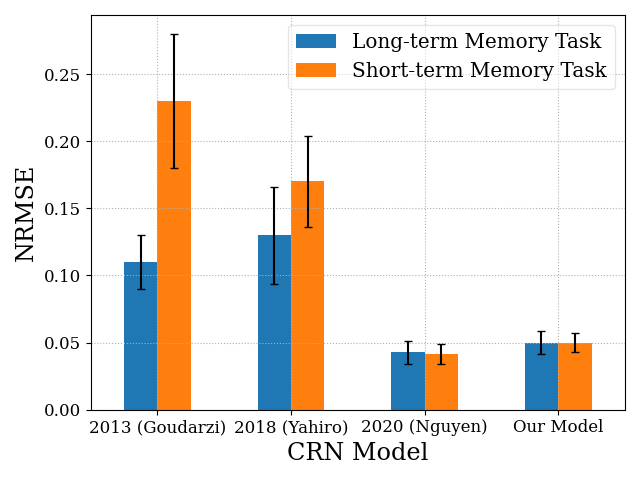 Long-term Memory Task
Short-term Memory Task
NRMSE
0.25
0.20
0.15
0.10
0.05
0.00
2013 (Goudarzi) 2018 (Yahiro) 2020 (Nguyen) Our Model
CRN Model